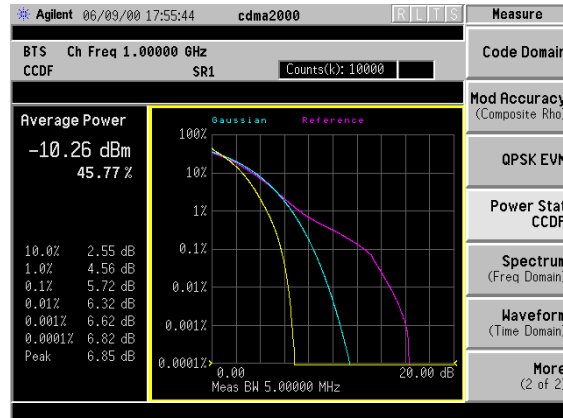 Agilent 06/09/00 17:55:44 cdma2000 R L T S
Measure
BTS Ch Freq 1.00000 GHz
CCDF SR1 Counts(k): 10000
Code Domain
Mod Accuracy
(Composite Rho)
QPSK EVM
Power Stat
CCDF
Spectrum
(Freq Domain)
Waveform
(Time Domain)
More
(2 of 2)
Average Power
-10.26 dBm
45.77 %
10.0% 2.55 dB
1.0% 4.56 dB
0.1% 5.72 dB
0.01% 6.32 dB
0.001% 6.62 dB
0.0001% 6.82 dB
Peak 6.85 dB
Gaussian Reference
100%
10%
1%
0.1%
0.01%
0.001%
0.0001%
0.00 20.00 dB
Meas BW 5.00000 MHz